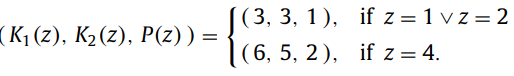 ( K₁(z), K₂(z), P(z) ) = { (3, 3, 1), if z = 1 ∨ z = 2
(6, 5, 2), if z = 4.